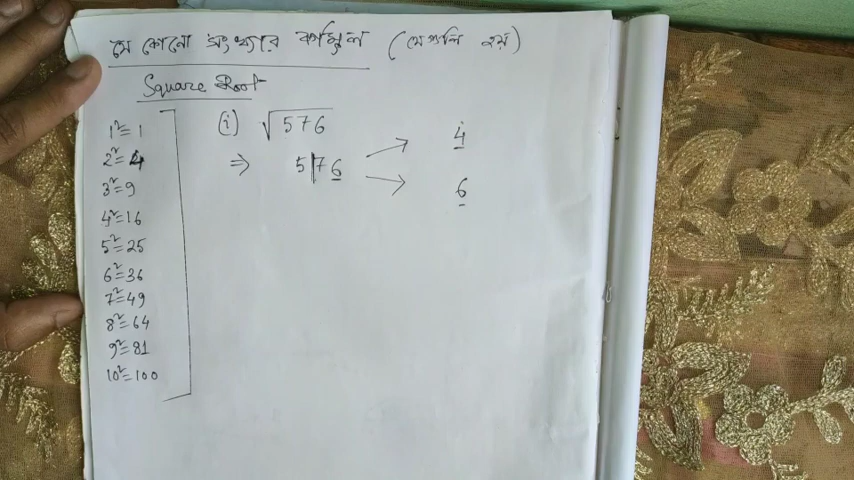 যে কোনো সংখ্যার বর্গমূল (যেগুলি হয়)
Square Root
1²=1
2²=4
3²=9
4²=16
5²=25
6²=36
7²=49
8²=64
9²=81
10²=100
(i) √576
⇒ 5|76 → 4
→ 6